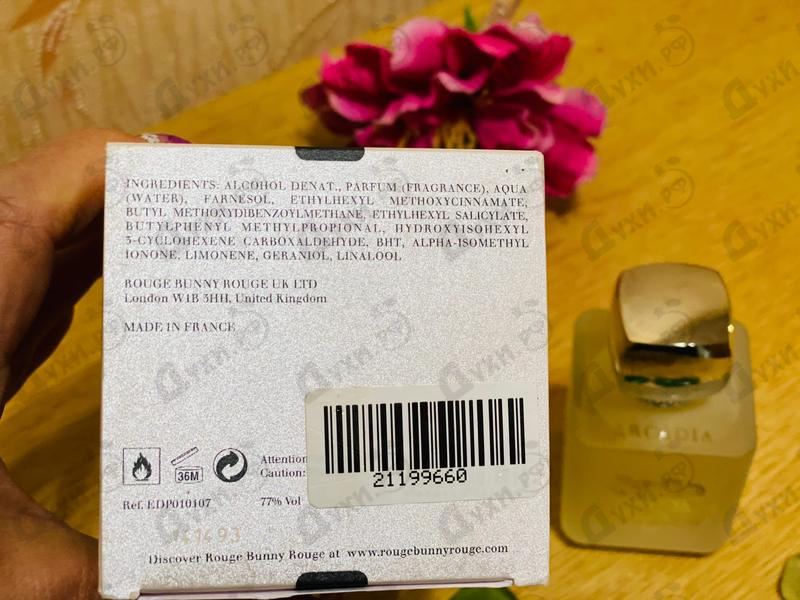 INGREDIENTS: ALCOHOL DENAT., PARFUM (FRAGRANCE), AQUA
(WATER), FARNESOL, ETHYLHEXYL METHOXYCINNAMATE,
BUTYL METHOXYDIBENZOYLMETHANE, ETHYLHEXYL SALICYLATE,
BUTYLPHENYL METHYLPROPIONAL, HYDROXYISOHEXYL
3-CYCLOHEXENE CARBOXALDEHYDE, BHT, ALPHA-ISOMETHYL
IONONE, LIMONENE, GERANIOL, LINALOOL
ROUGE BUNNY ROUGE UK LTD
London W1B 3HH, United Kingdom
MADE IN FRANCE
36M
Attention
Caution:
Ref. EDP010107
77% Vol
21199660
141493
Discover Rouge Bunny Rouge at www.rougebunnyrouge.com
ARCADIA
Духи.рф